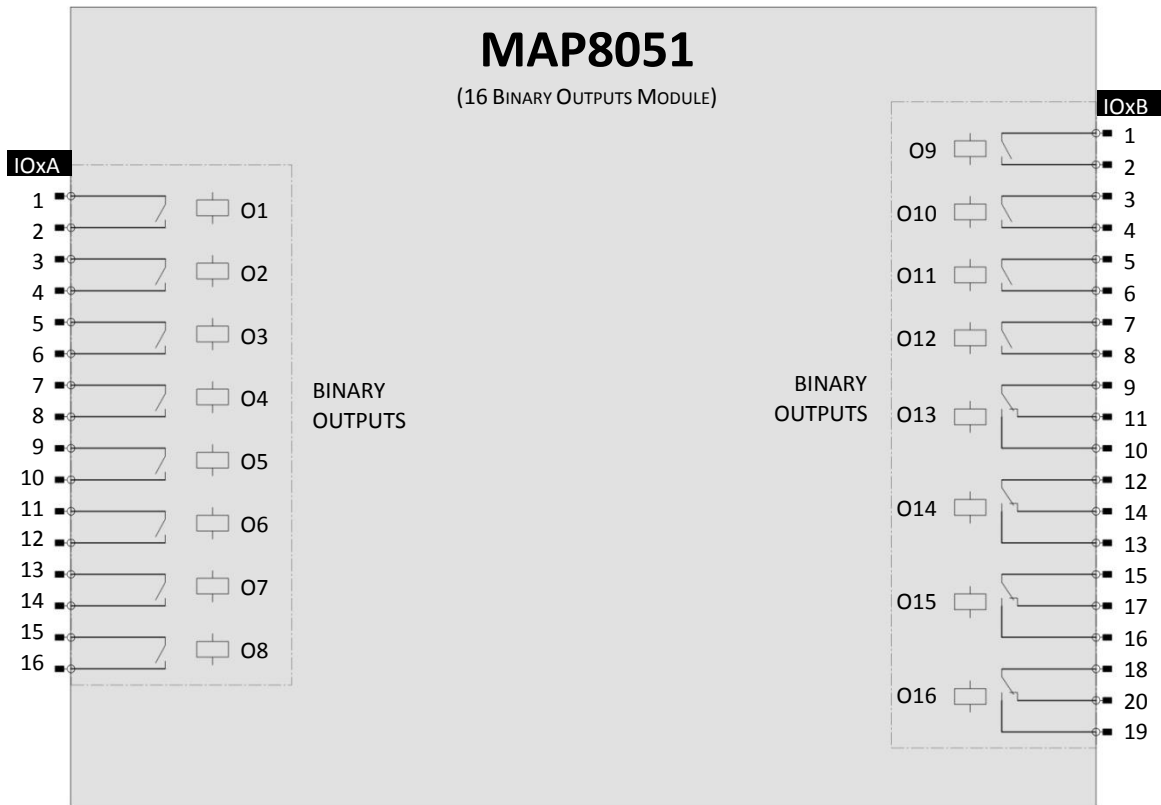 MAP8051
(16 BINARY OUTPUTS MODULE)
IOxA
1
2
3
4
5
6
7
8
9
10
11
12
13
14
15
16
O1
O2
O3
O4
O5
O6
O7
O8
BINARY
OUTPUTS
BINARY
OUTPUTS
O9
O10
O11
O12
O13
O14
O15
O16
IOxB
1
2
3
4
5
6
7
8
9
11
10
12
14
13
15
17
16
18
20
19